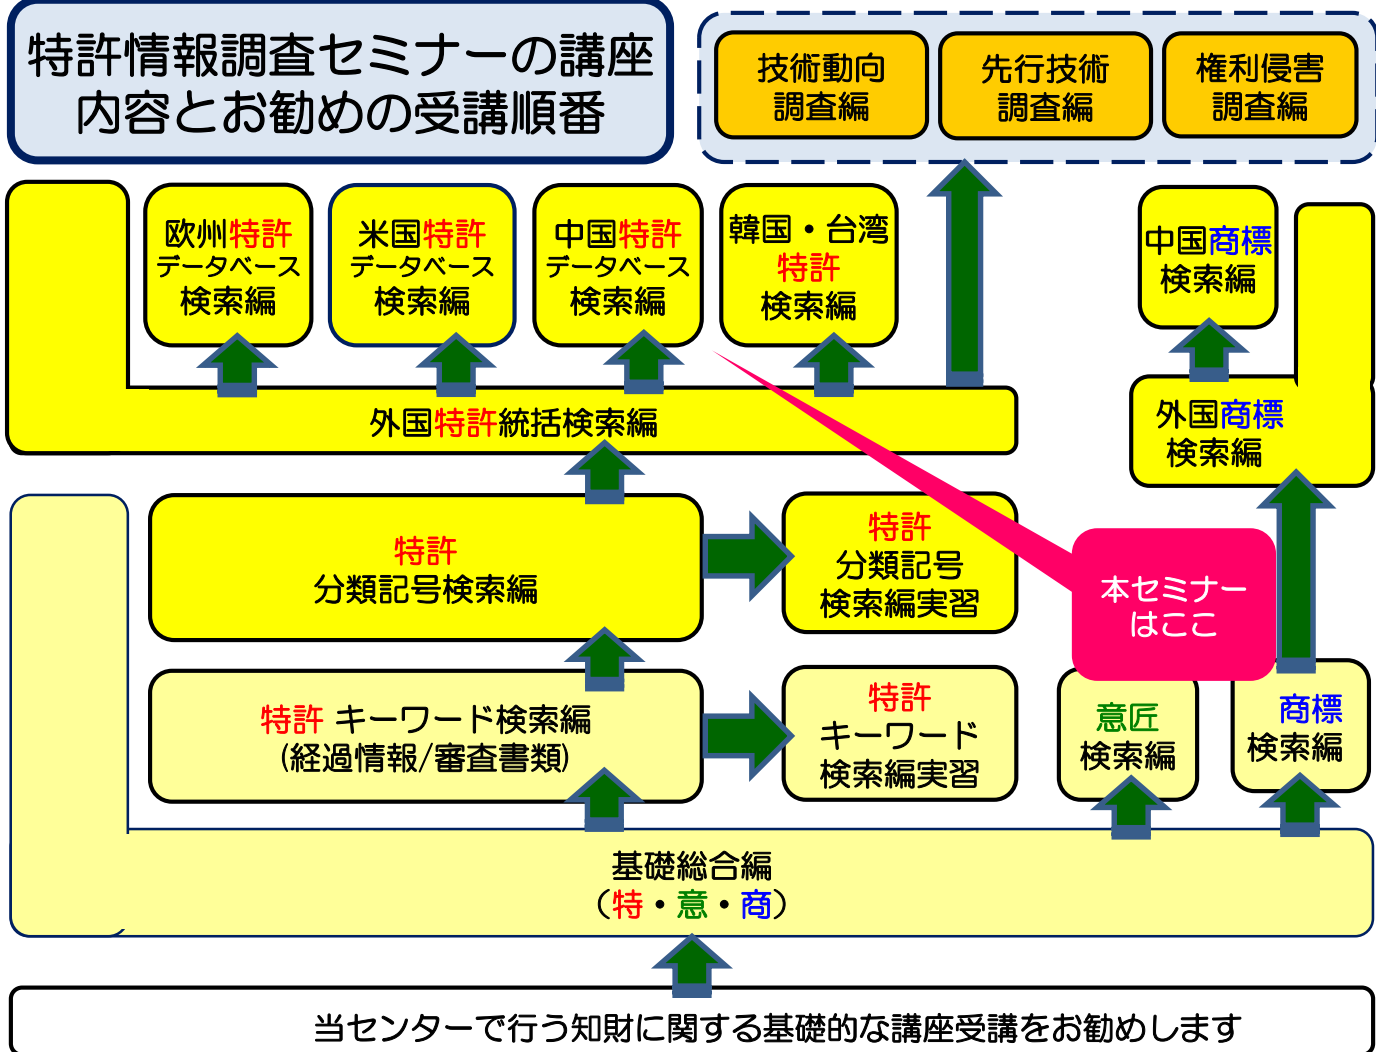 特許情報調査セミナーの講座
内容とお勧めの受講順番
技術動向
調査編
先行技術
調査編
権利侵害
調査編
欧州特許
データベース
検索編
米国特許
データベース
検索編
中国特許
データベース
検索編
韓国・台湾
特許
検索編
中国商標
検索編
外国特許統括検索編
外国商標
検索編
特許
分類記号検索編
特許
分類記号
検索編実習
本セミナー
はここ
特許 キーワード検索編
(経過情報/審査書類)
特許
キーワード
検索編実習
意匠
検索編
商標
検索編
基礎総合編
（特・意・商）
当センターで行う知財に関する基礎的な講座受講をお勧めします